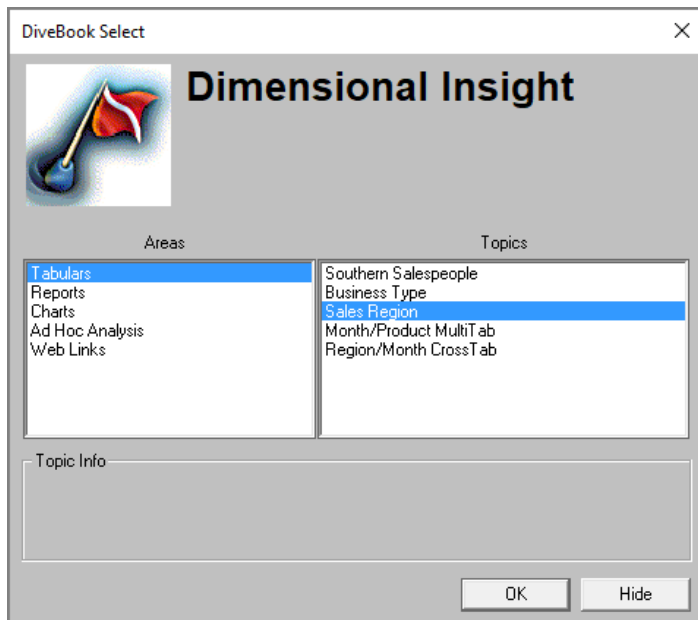 DiveBook Select
Dimensional Insight
Areas
Topics
Tabulars
Reports
Charts
Ad Hoc Analysis
Web Links
Southern Salespeople
Business Type
Sales Region
Month/Product MultiTab
Region/Month CrossTab
Topic Info
OK
Hide